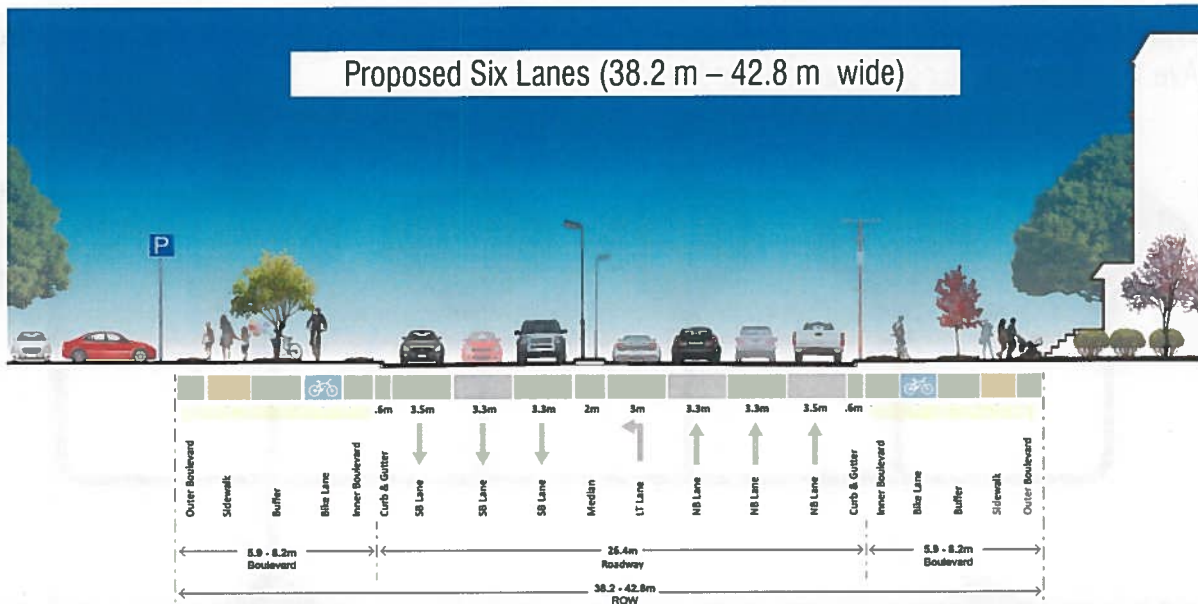 Proposed Six Lanes (38.2 m – 42.8 m wide)
P
.6m 3.5m 3.3m 3.3m 2m 3m 3.3m 3.3m 3.5m .6m
Outer Boulevard
Sidewalk
Buffer
Bike Lane
Inner Boulevard
Curb & Gutter
SB Lane
SB Lane
SB Lane
Median
LT Lane
NB Lane
NB Lane
NB Lane
Curb & Gutter
Inner Boulevard
Bike Lane
Buffer
Sidewalk
Outer Boulevard
5.9 - 8.2m
Boulevard
26.4m
Roadway
5.9 - 8.2m
Boulevard
38.2 - 42.8m
ROW